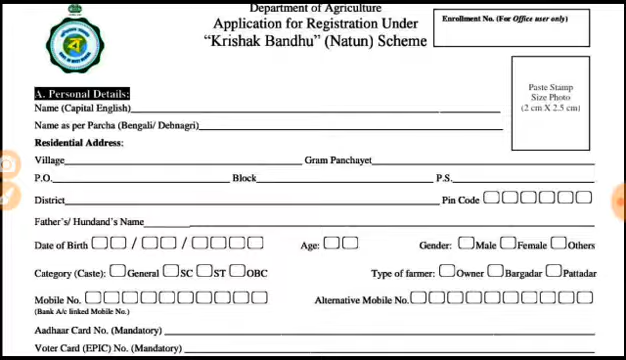 Department of Agriculture
Application for Registration Under
"Krishak Bandhu" (Natun) Scheme
Enrollment No. (For Office user only)
Paste Stamp
Size Photo
(2 cm X 2.5 cm)
A. Personal Details:
Name (Capital English)
Name as per Parcha (Bengali/ Debnagri)
Residential Address:
Village Gram Panchayet
P.O. Block P.S.
District Pin Code
Father's/ Hundand's Name
Date of Birth / / Age: Gender: Male Female Others
Category (Caste): General SC ST OBC Type of farmer: Owner Bargadar Pattadar
Mobile No. Alternative Mobile No.
(Bank A/c linked Mobile No.)
Aadhaar Card No. (Mandatory)
Voter Card (EPIC) No. (Mandatory)